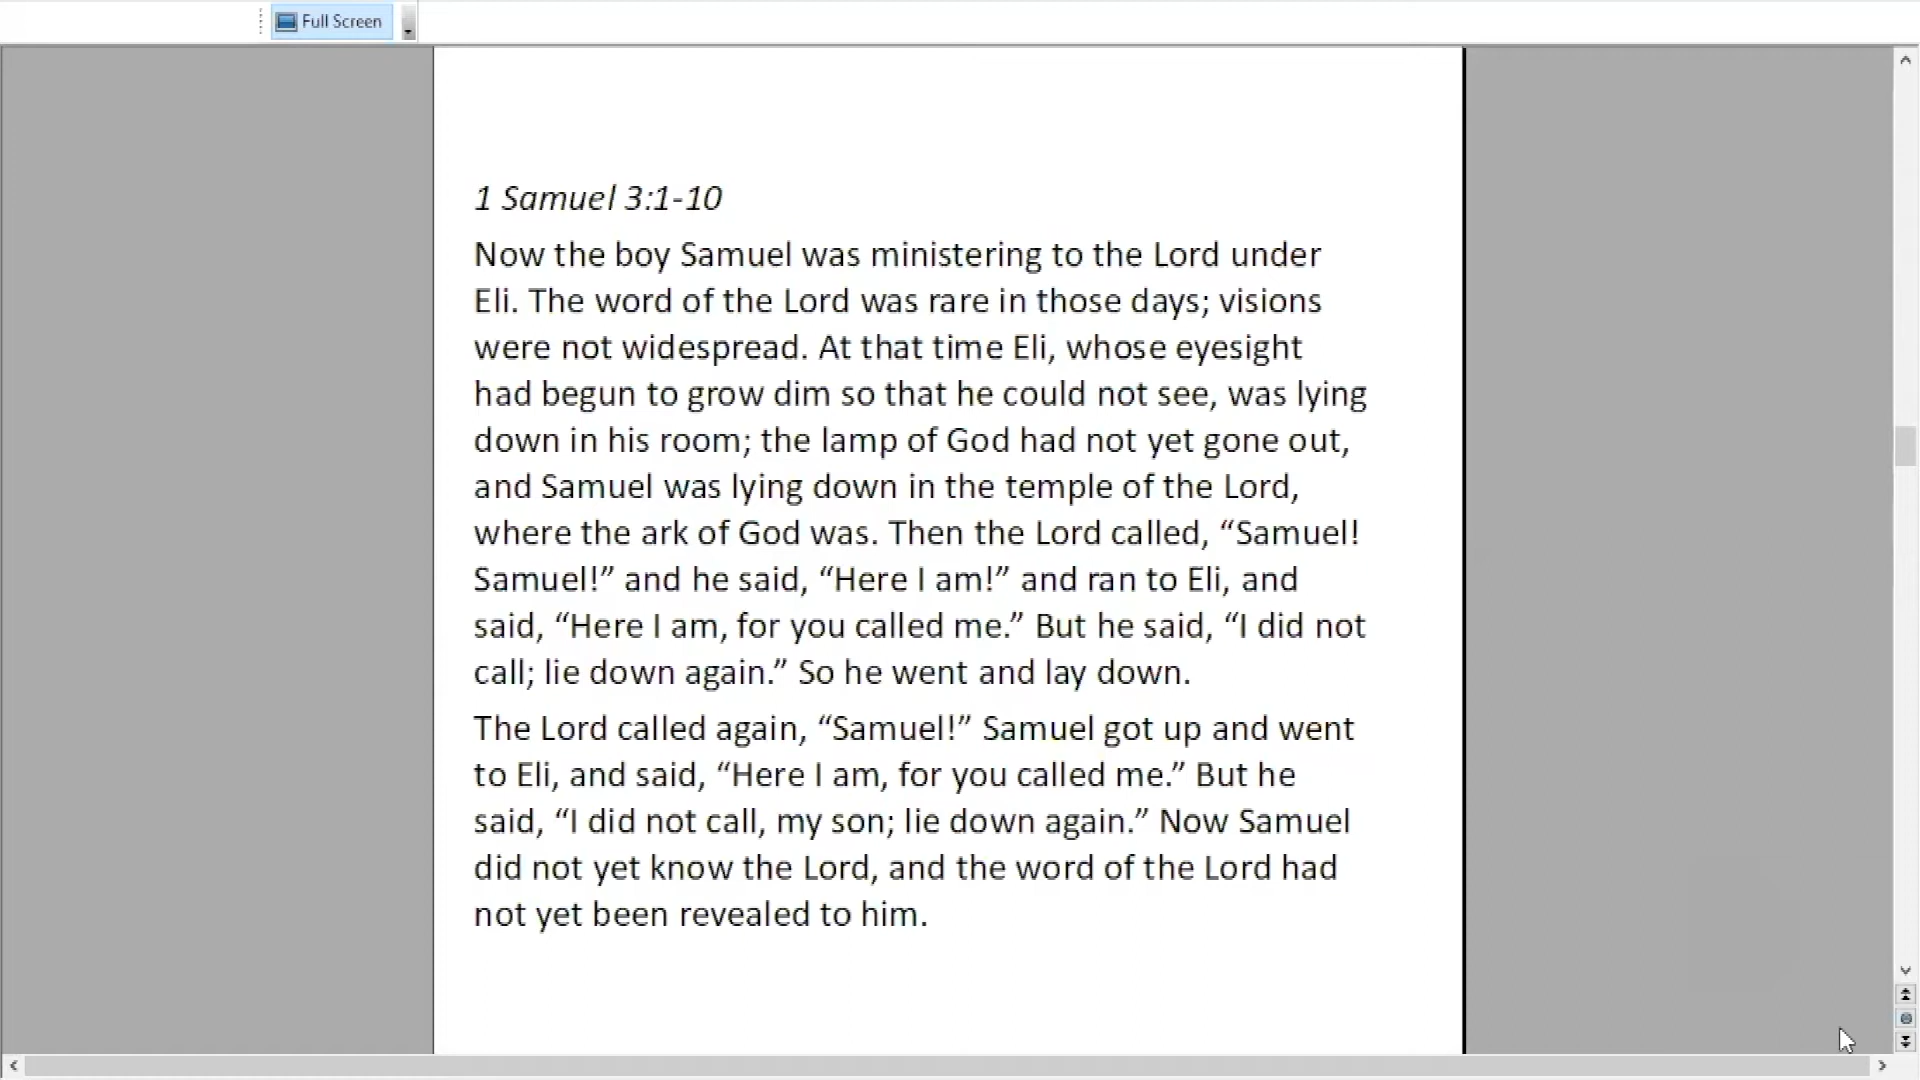 Full Screen
1 Samuel 3:1-10
Now the boy Samuel was ministering to the Lord under
Eli. The word of the Lord was rare in those days; visions
were not widespread. At that time Eli, whose eyesight
had begun to grow dim so that he could not see, was lying
down in his room; the lamp of God had not yet gone out,
and Samuel was lying down in the temple of the Lord,
where the ark of God was. Then the Lord called, “Samuel!
Samuel!” and he said, “Here I am!” and ran to Eli, and
said, “Here I am, for you called me.” But he said, “I did not
call; lie down again.” So he went and lay down.
The Lord called again, “Samuel!” Samuel got up and went
to Eli, and said, “Here I am, for you called me.” But he
said, “I did not call, my son; lie down again.” Now Samuel
did not yet know the Lord, and the word of the Lord had
not yet been revealed to him.